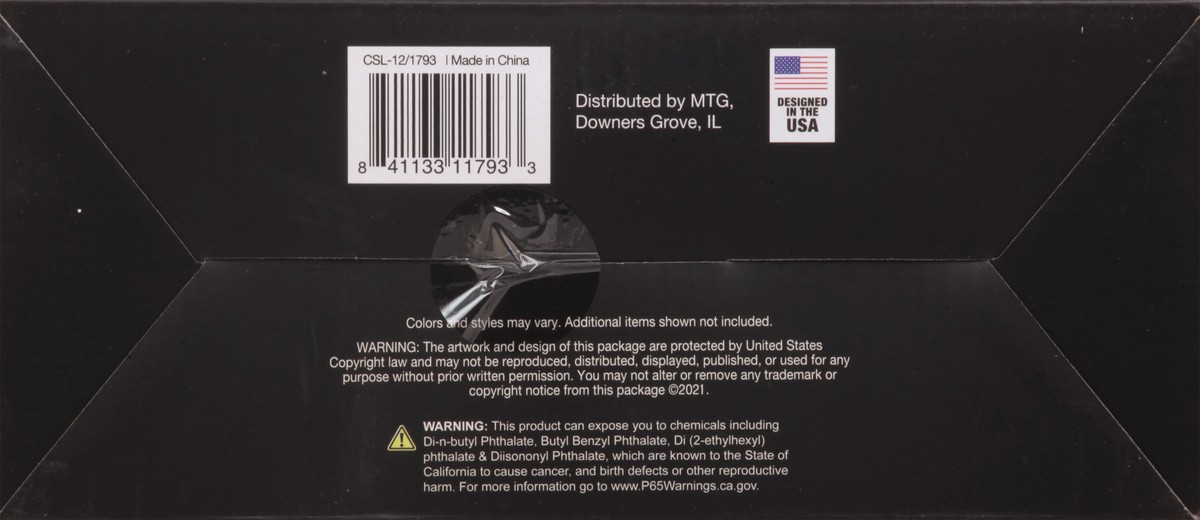 CSL-12/1793 | Made in China
8 41133 11793 3
Distributed by MTG,
Downers Grove, IL
DESIGNED
IN THE
USA
Colors and styles may vary. Additional items shown not included.
WARNING: The artwork and design of this package are protected by United States
Copyright law and may not be reproduced, distributed, displayed, published, or used for any
purpose without prior written permission. You may not alter or remove any trademark or
copyright notice from this package ©2021.
WARNING: This product can expose you to chemicals including
Di-n-butyl Phthalate, Butyl Benzyl Phthalate, Di (2-ethylhexyl)
phthalate & Diisononyl Phthalate, which are known to the State of
California to cause cancer, and birth defects or other reproductive
harm. For more information go to www.P65Warnings.ca.gov.